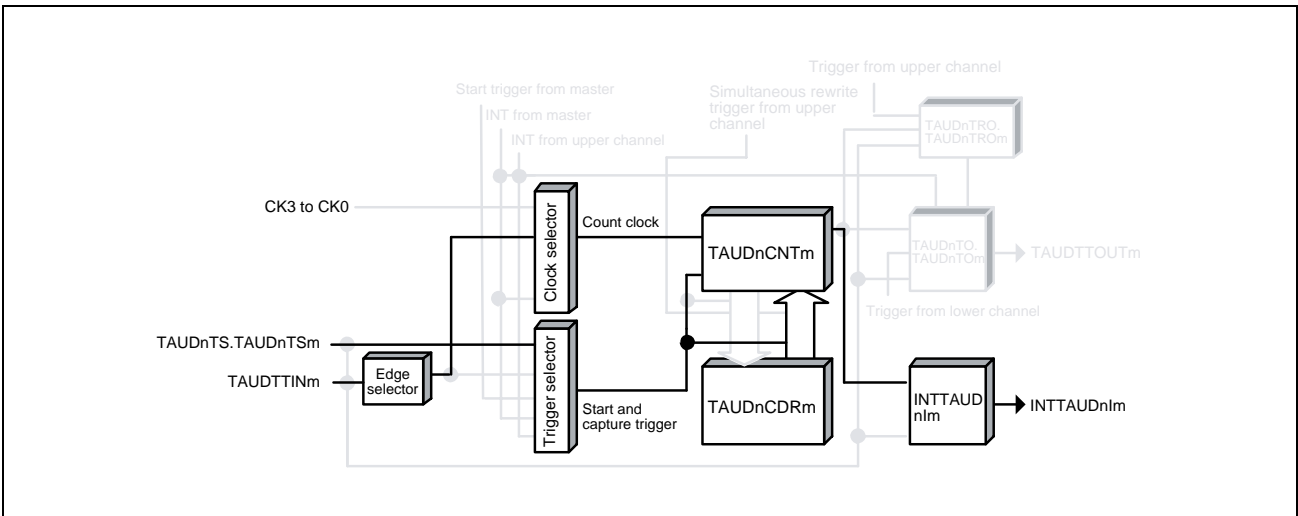 Trigger from upper channel
Start trigger from master
Simultaneous rewrite
trigger from upper
channel
INT from master
INT from upper channel
TAUDnTRO.
TAUDnTROm
CK3 to CK0
Clock selector
Count clock
TAUDnCNTm
TAUDnTO.
TAUDnTOm
TAUDTTOUTm
Trigger from lower channel
TAUDnTS.TAUDnTSm
TAUDTTINm
Edge
selector
Trigger selector
Start and
capture trigger
TAUDnCDRm
INTTAUD
nIm
INTTAUDnIm